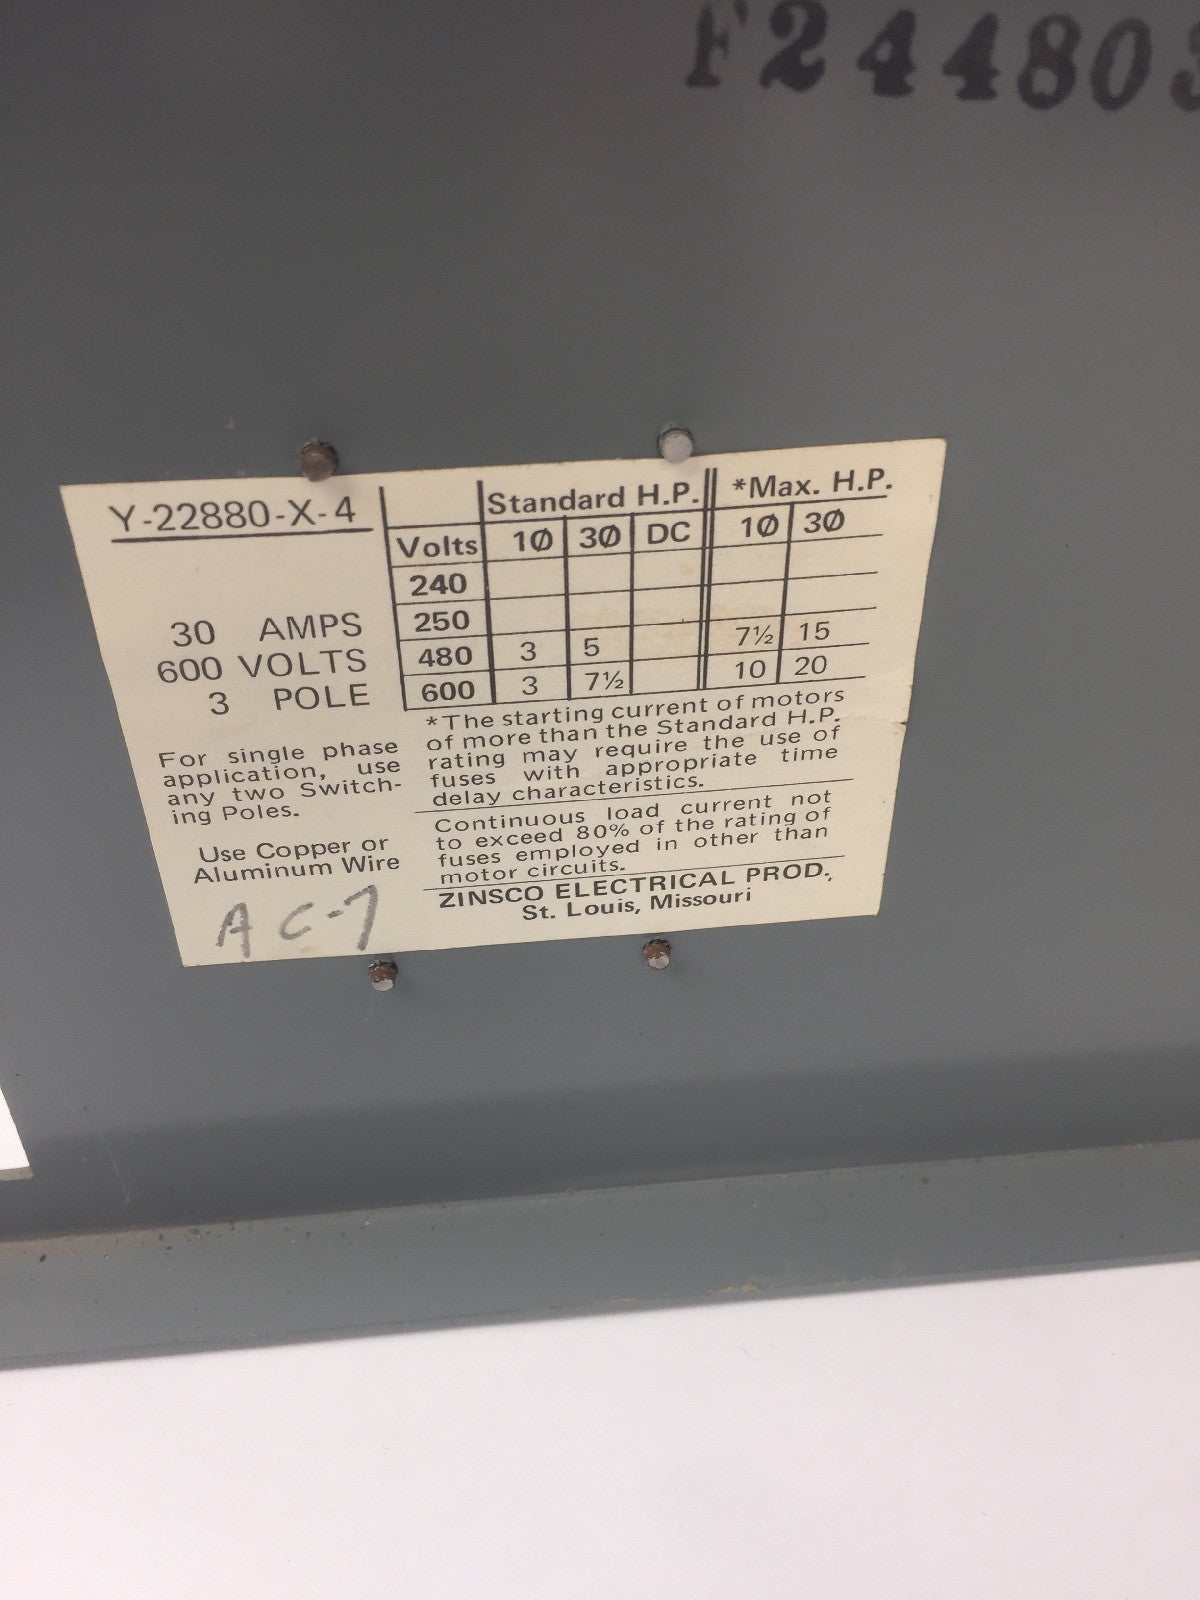 F244803
Y-22880-X-4
30 AMPS
600 VOLTS
3 POLE
For single phase
application, use
any two Switch-
ing Poles.
Use Copper or
Aluminum Wire
AC-7
Standard H.P. *Max. H.P.
Volts 1Ø 3Ø DC 1Ø 3Ø
240
250
480 3 5 7½ 15
600 3 7½ 10 20
*The starting current of motors
of more than the Standard H.P.
rating may require the use of
fuses with appropriate time
delay characteristics.
Continuous load current not
to exceed 80% of the rating of
fuses employed in other than
motor circuits.
ZINSCO ELECTRICAL PROD.,
St. Louis, Missouri